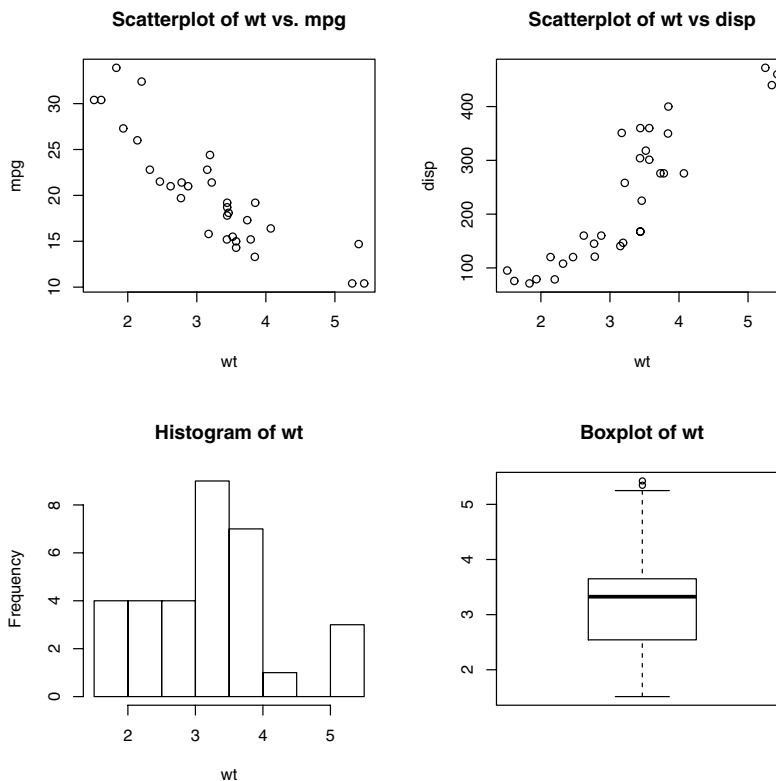 Scatterplot of wt vs. mpg
mpg
10 15 20 25 30
2 3 4 5
wt
Scatterplot of wt vs disp
disp
100 200 300 400
2 3 4 5
wt
Histogram of wt
Frequency
0 2 4 6 8
2 3 4 5
wt
Boxplot of wt
2 3 4 5